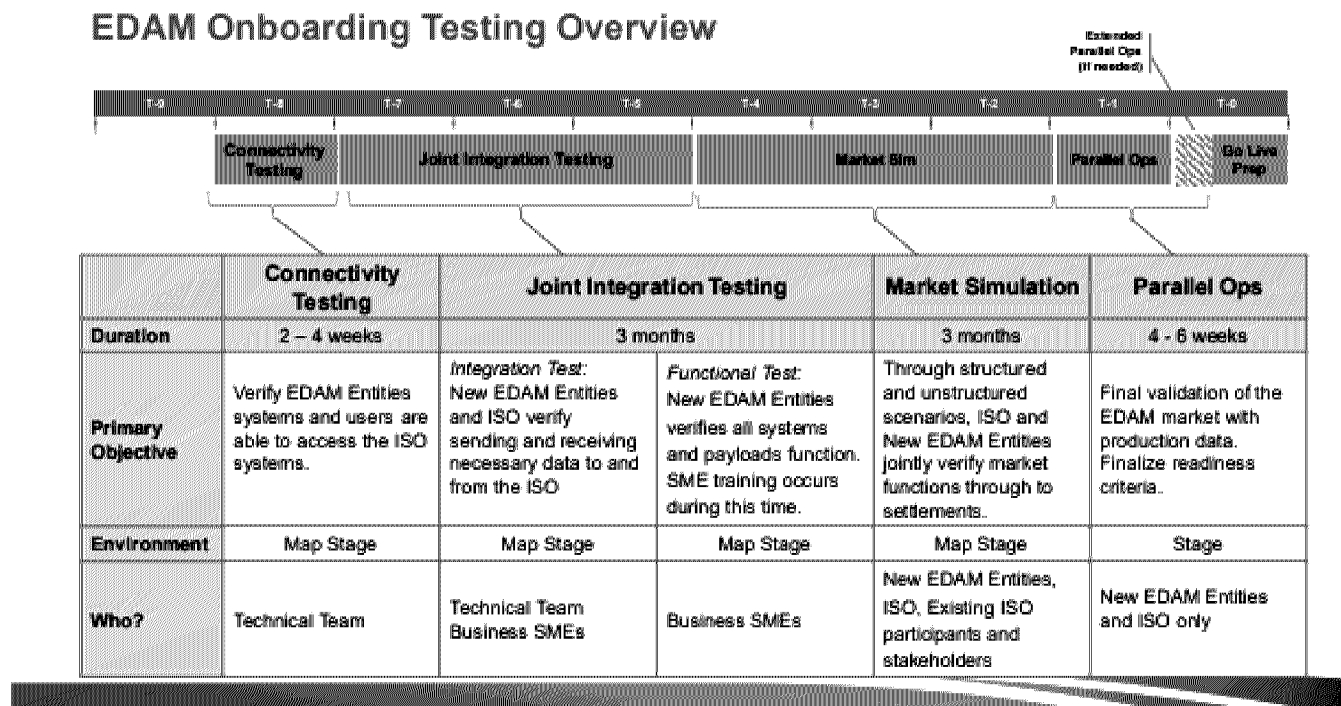 EDAM Onboarding Testing Overview
Extended
Parallel Ops
(if needed)
T-9 T-8 T-7 T-6 T-5 T-4 T-3 T-2 T-1 T-0
Connectivity
Testing
Joint Integration Testing
Market Sim
Parallel Ops
Go Live
Prep
Connectivity
Testing
Joint Integration Testing
Market Simulation
Parallel Ops
Duration
2 – 4 weeks
3 months
3 months
4 - 6 weeks
Primary
Objective
Verify EDAM Entities
systems and users are
able to access the ISO
systems.
Integration Test:
New EDAM Entities
and ISO verify
sending and receiving
necessary data to and
from the ISO
Functional Test:
New EDAM Entities
verifies all systems
and payloads function.
SME training occurs
during this time.
Through structured
and unstructured
scenarios, ISO and
New EDAM Entities
jointly verify market
functions through to
settlements.
Final validation of the
EDAM market with
production data.
Finalize readiness
criteria.
Environment
Map Stage
Map Stage
Map Stage
Map Stage
Stage
Who?
Technical Team
Technical Team
Business SMEs
Business SMEs
New EDAM Entities,
ISO, Existing ISO
participants and
stakeholders
New EDAM Entities
and ISO only